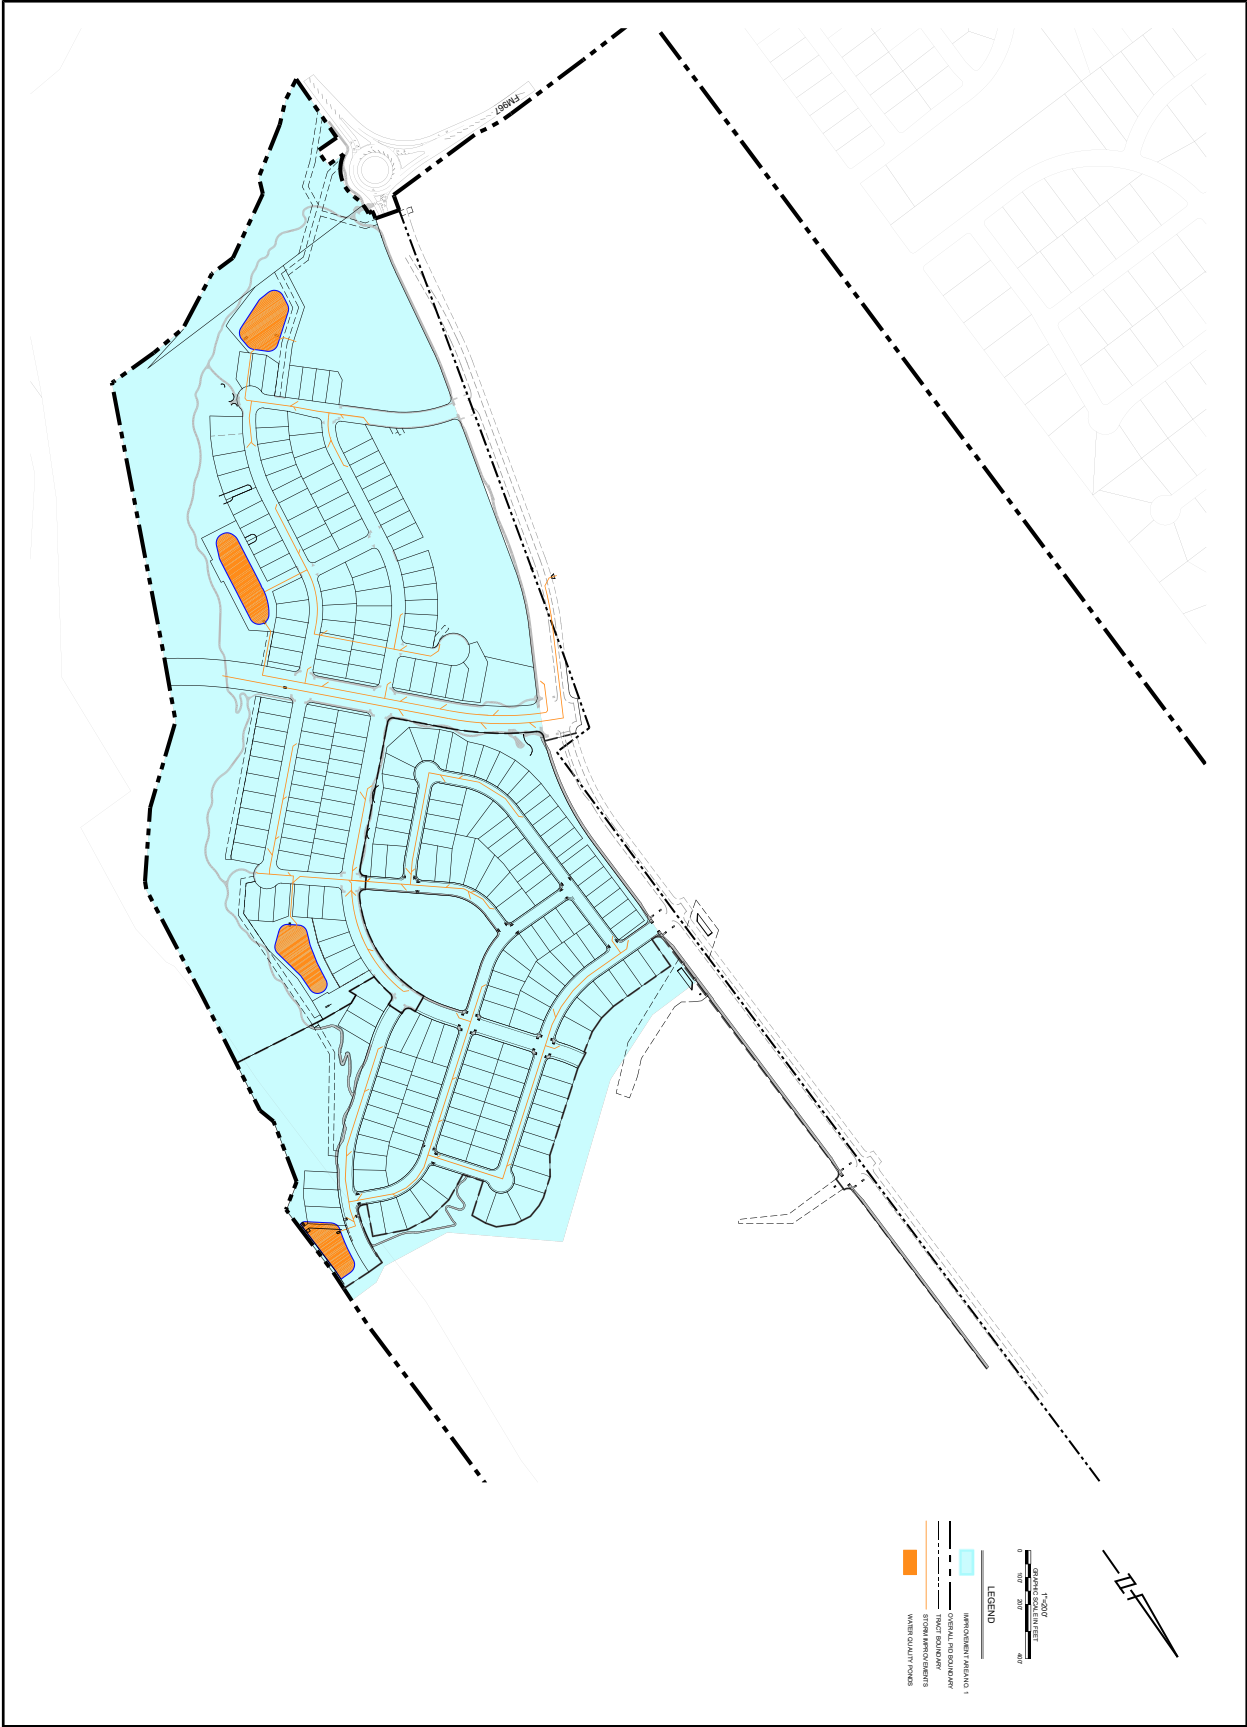 FM967
1"=200'
GRAPHIC SCALE IN FEET
0 100' 200' 400'
LEGEND
IMPROVEMENT AREA NO. 1
OVERALL PID BOUNDARY
TRACT BOUNDARY
STORM IMPROVEMENTS
WATER QUALITY PONDS